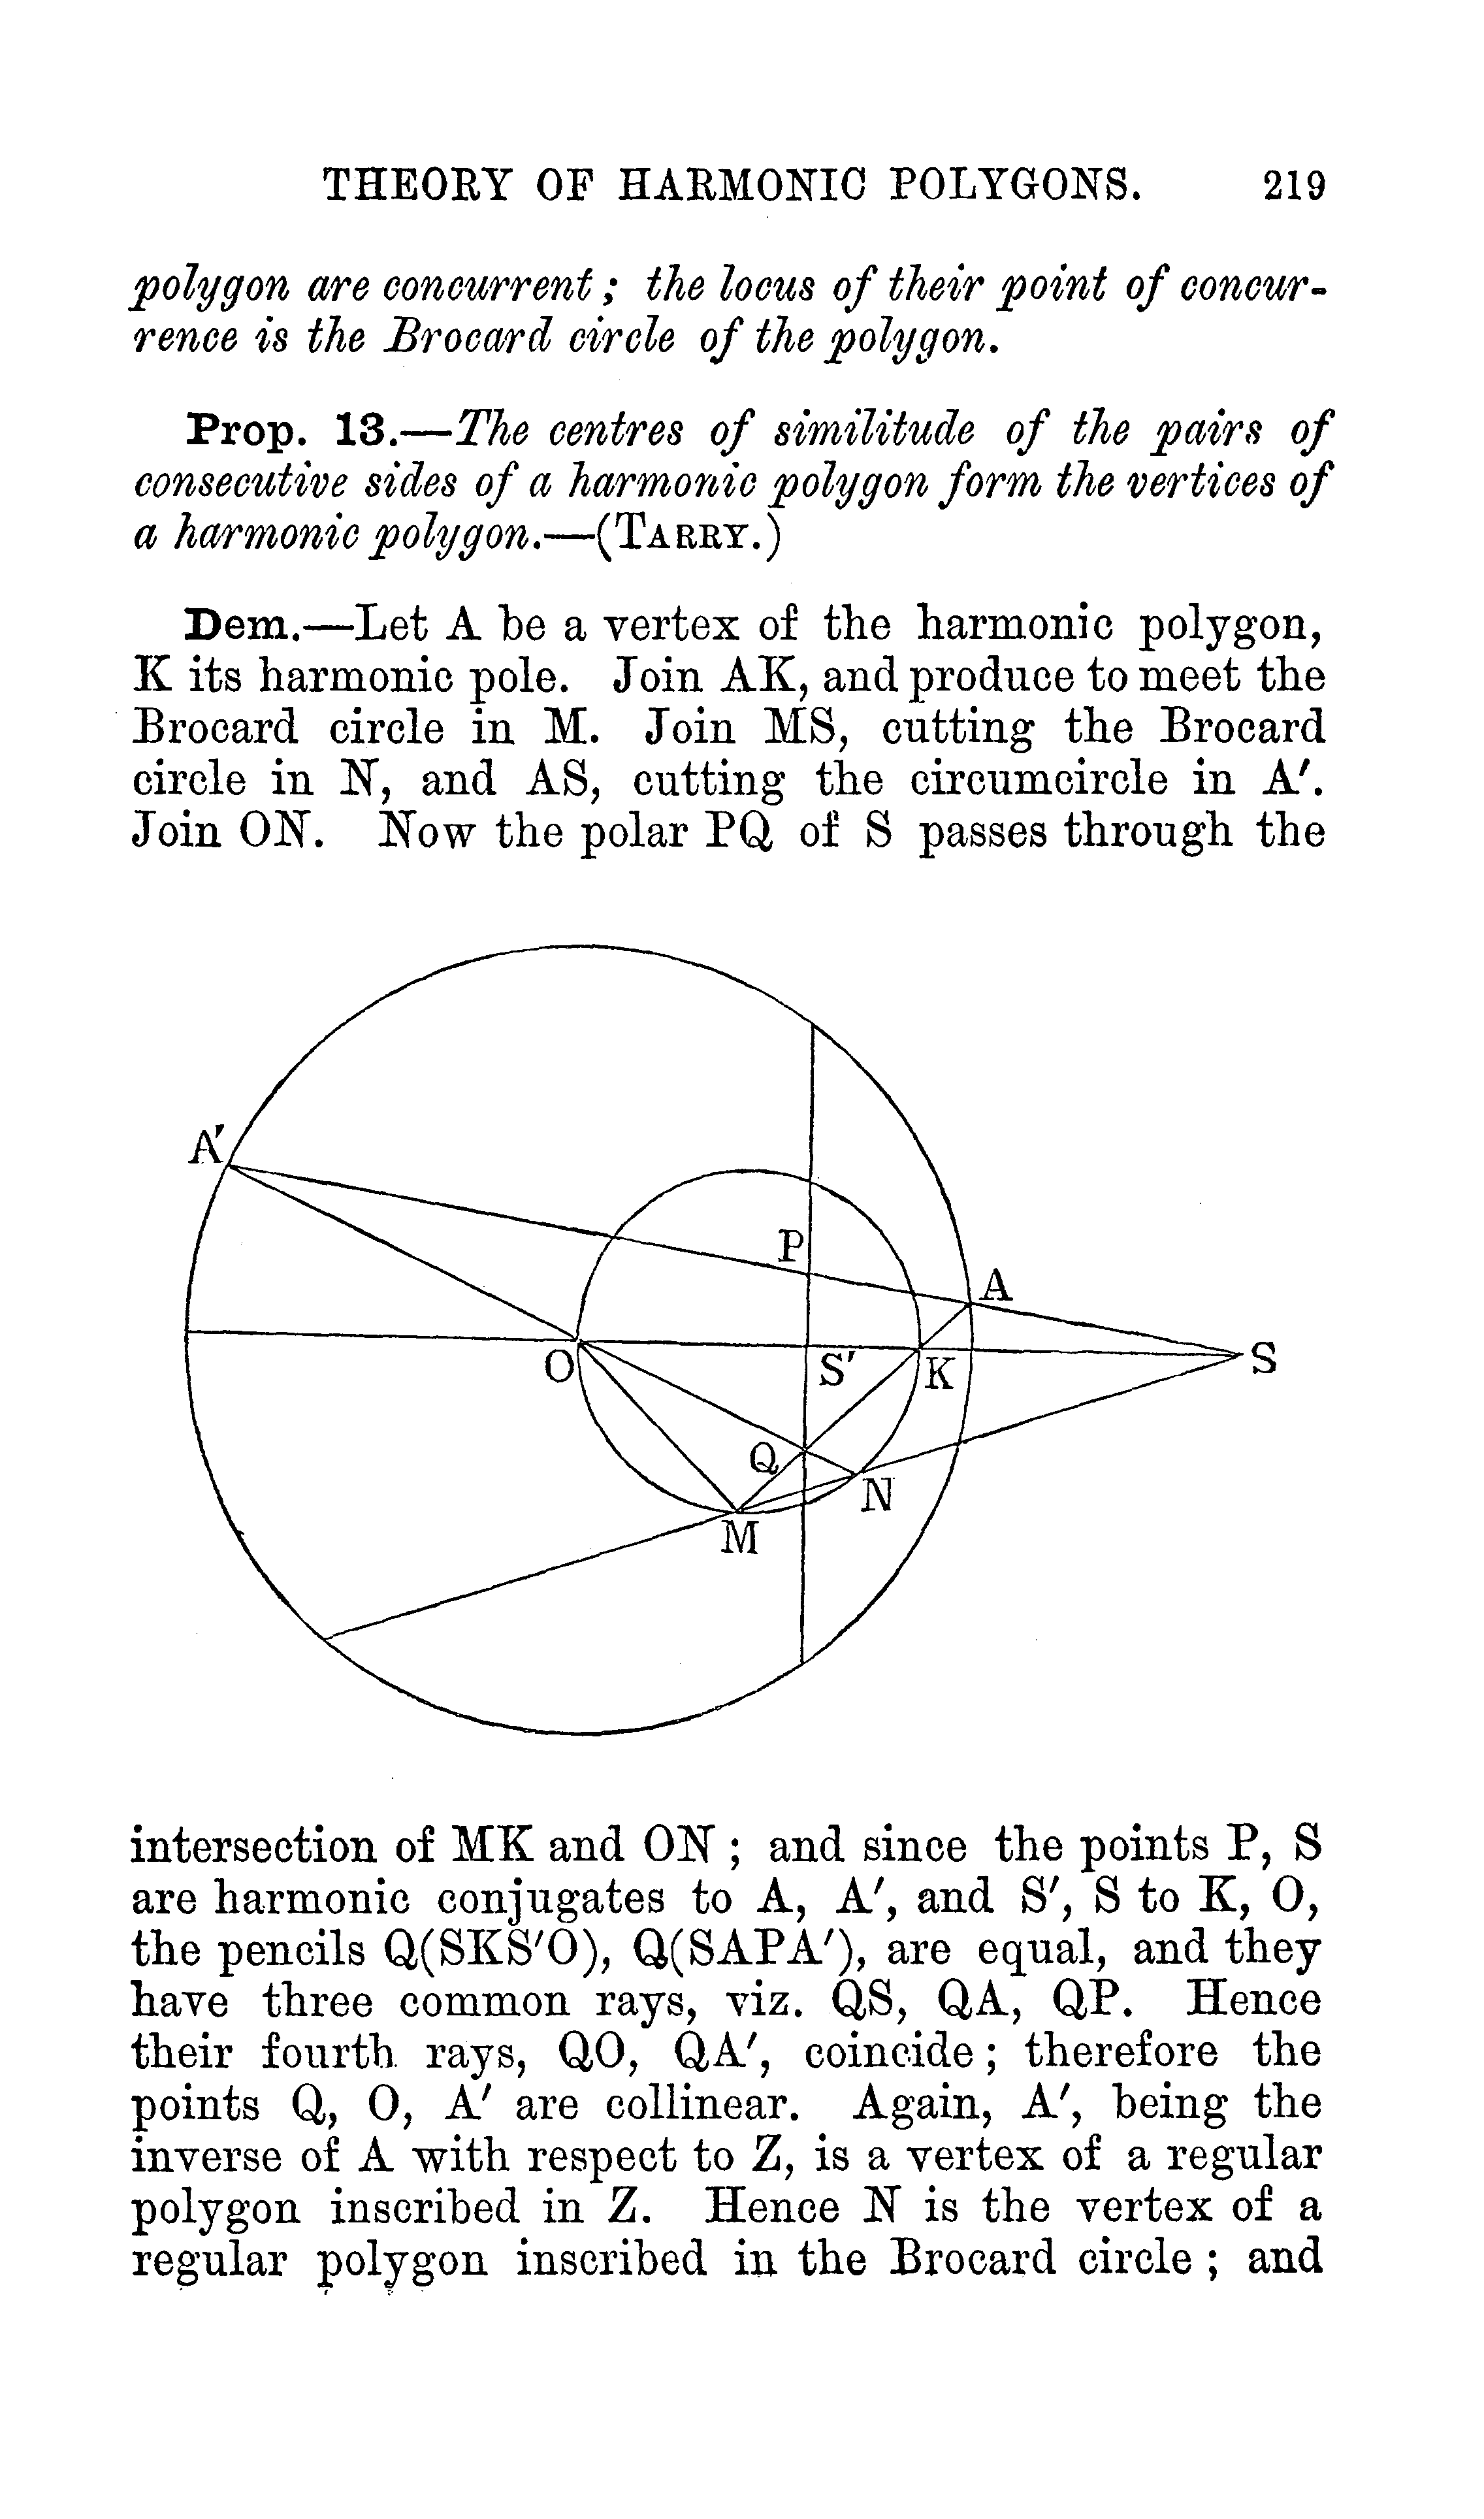 THEORY OF HARMONIC POLYGONS. 219
polygon are concurrent ; the locus of their point of concur-
rence is the Brocard circle of the polygon.
Prop. 13.—The centres of similitude of the pairs of
consecutive sides of a harmonic polygon form the vertices of
a harmonic polygon.—(TARRY.)
Dem.—Let A be a vertex of the harmonic polygon,
K its harmonic pole. Join AK, and produce to meet the
Brocard circle in M. Join MS, cutting the Brocard
circle in N, and AS, cutting the circumcircle in A′.
Join ON. Now the polar PQ of S passes through the
A′
P
A
O
S′
K
S
Q
N
M
intersection of MK and ON ; and since the points P, S
are harmonic conjugates to A, A′, and S′, S to K, O,
the pencils Q(SKS′O), Q(SAPA′), are equal, and they
have three common rays, viz. QS, QA, QP. Hence
their fourth rays, QO, QA′, coincide ; therefore the
points Q, O, A′ are collinear. Again, A′, being the
inverse of A with respect to Z, is a vertex of a regular
polygon inscribed in Z. Hence N is the vertex of a
regular polygon inscribed in the Brocard circle ; and